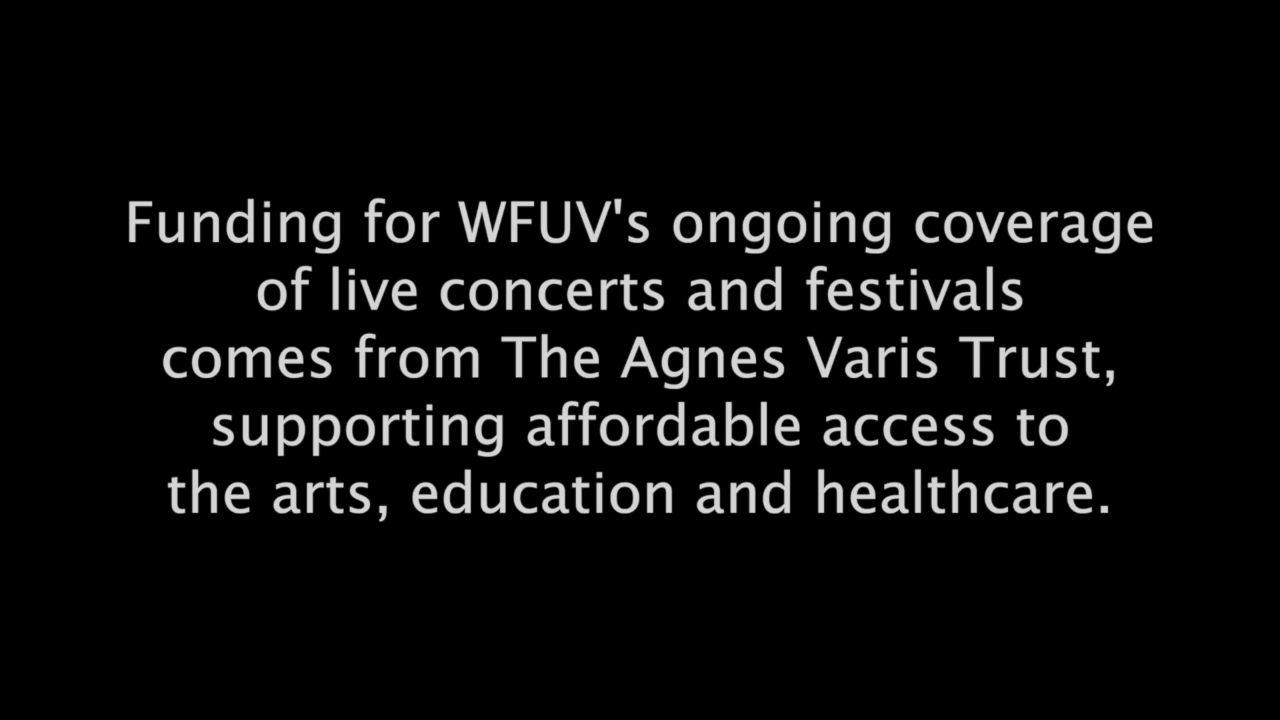 Funding for WFUV's ongoing coverage
of live concerts and festivals
comes from The Agnes Varis Trust,
supporting affordable access to
the arts, education and healthcare.